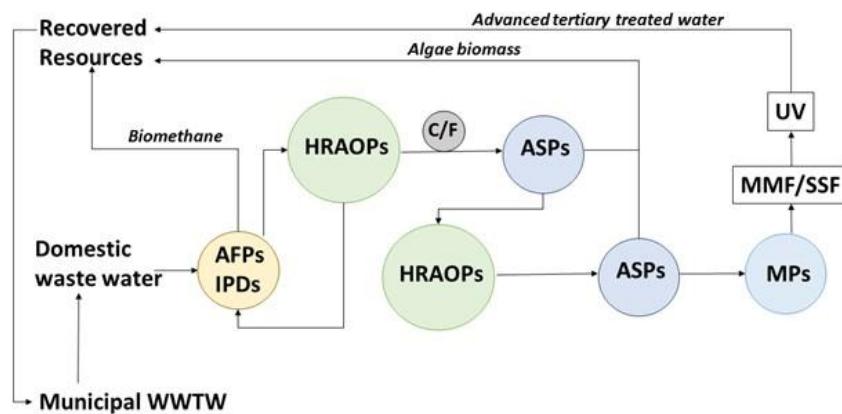 Advanced tertiary treated water
Recovered
Resources
Algae biomass
Biomethane
HRAOPs
C/F
ASPs
UV
MMF/SSF
Domestic
waste water
AFPs
IPDs
HRAOPs
ASPs
MPs
Municipal WWTW